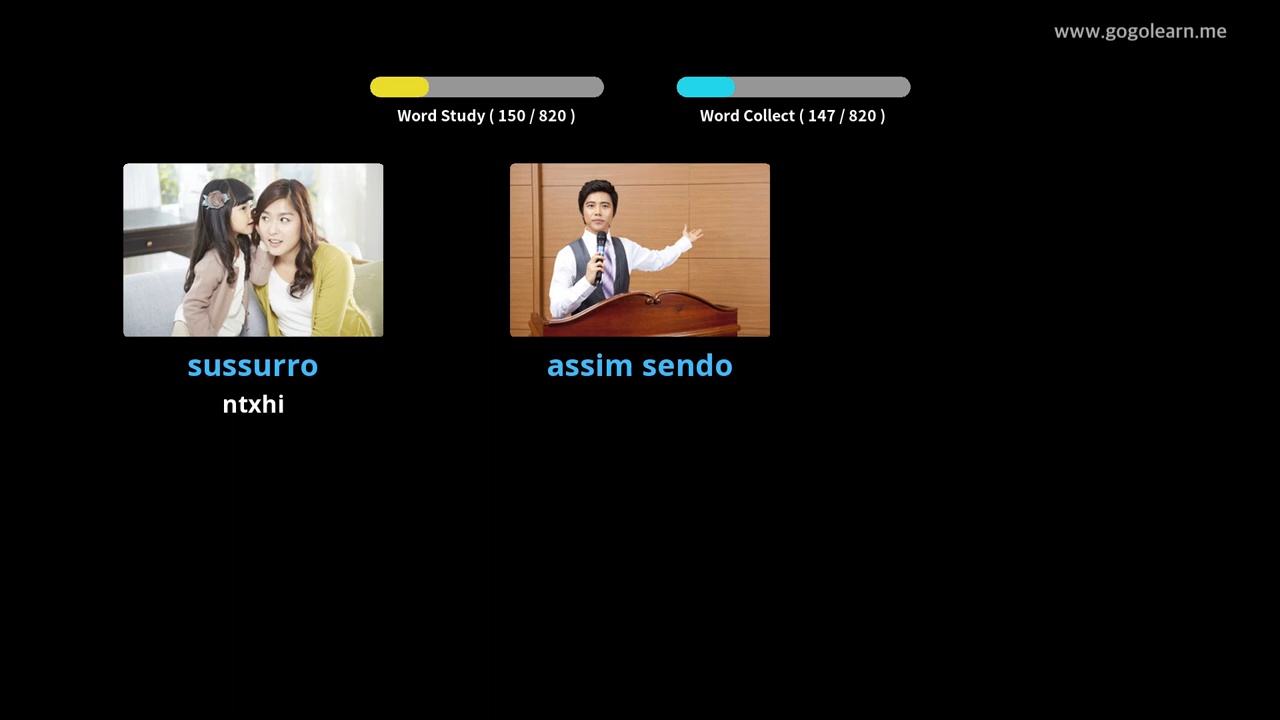 www.gogolearn.me
Word Study ( 150 / 820 )
Word Collect ( 147 / 820 )
sussurro
ntxhi
assim sendo